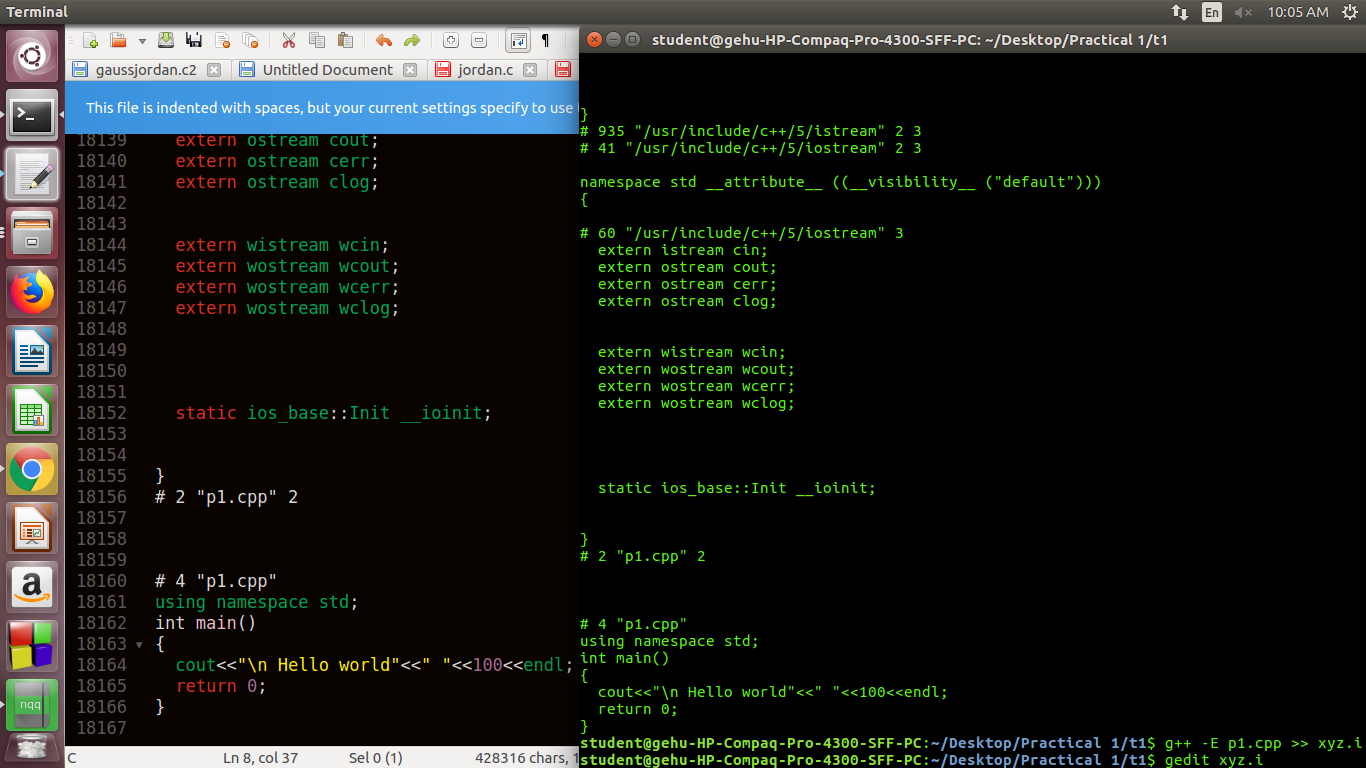 Terminal
En
10:05 AM
gaussjordan.c2
Untitled Document
jordan.c
This file is indented with spaces, but your current settings specify to use
18139 extern ostream cout;
18140 extern ostream cerr;
18141 extern ostream clog;
18142
18143
18144 extern wistream wcin;
18145 extern wostream wcout;
18146 extern wostream wcerr;
18147 extern wostream wclog;
18148
18149
18150
18151
18152 static ios_base::Init __ioinit;
18153
18154
18155 }
18156 # 2 "p1.cpp" 2
18157
18158
18159
18160 # 4 "p1.cpp"
18161 using namespace std;
18162 int main()
18163 {
18164 cout<<"\n Hello world"<<" "<<100<<endl;
18165 return 0;
18166 }
18167
C Ln 8, col 37 Sel 0 (1) 428316 chars, 1
student@gehu-HP-Compaq-Pro-4300-SFF-PC: ~/Desktop/Practical 1/t1
}
# 935 "/usr/include/c++/5/istream" 2 3
# 41 "/usr/include/c++/5/iostream" 2 3
namespace std __attribute__ ((__visibility__ ("default")))
{
# 60 "/usr/include/c++/5/iostream" 3
extern istream cin;
extern ostream cout;
extern ostream cerr;
extern ostream clog;
extern wistream wcin;
extern wostream wcout;
extern wostream wcerr;
extern wostream wclog;
static ios_base::Init __ioinit;
}
# 2 "p1.cpp" 2
# 4 "p1.cpp"
using namespace std;
int main()
{
cout<<"\n Hello world"<<" "<<100<<endl;
return 0;
}
student@gehu-HP-Compaq-Pro-4300-SFF-PC:~/Desktop/Practical 1/t1$ g++ -E p1.cpp >> xyz.i
student@gehu-HP-Compaq-Pro-4300-SFF-PC:~/Desktop/Practical 1/t1$ gedit xyz.i
a
nqq